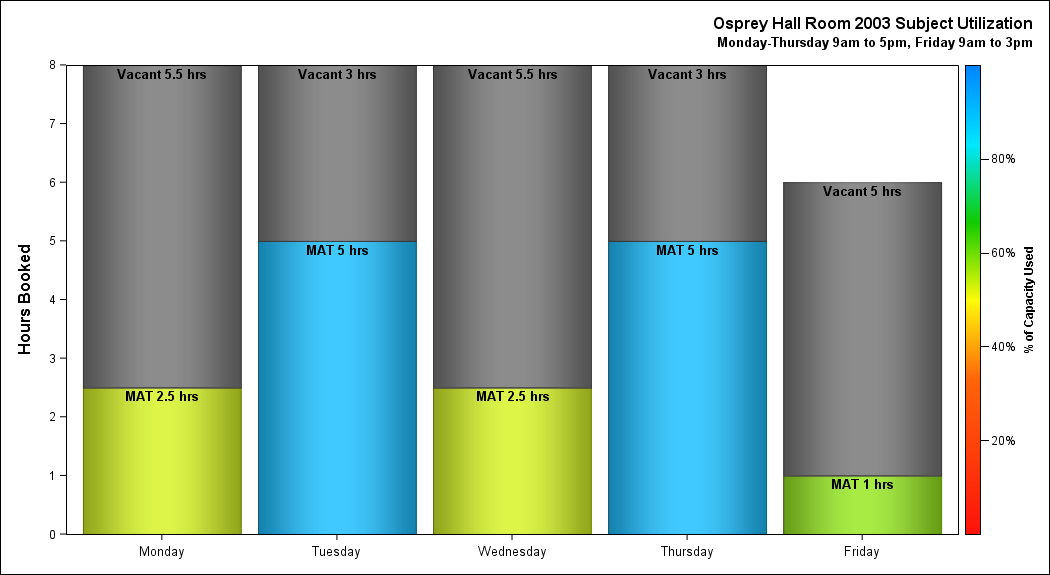 Osprey Hall Room 2003 Subject Utilization
Monday-Thursday 9am to 5pm, Friday 9am to 3pm
Hours Booked
8
7
6
5
4
3
2
1
0
Vacant 5.5 hrs
MAT 2.5 hrs
Vacant 3 hrs
MAT 5 hrs
Vacant 5.5 hrs
MAT 2.5 hrs
Vacant 3 hrs
MAT 5 hrs
Vacant 5 hrs
MAT 1 hrs
Monday
Tuesday
Wednesday
Thursday
Friday
80%
60%
40%
20%
% of Capacity Used